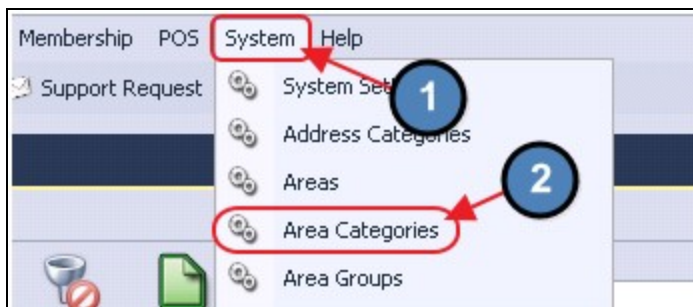 Membership POS System Help
Support Request
System Set
1
Address Categories
Areas
2
Area Categories
Area Groups